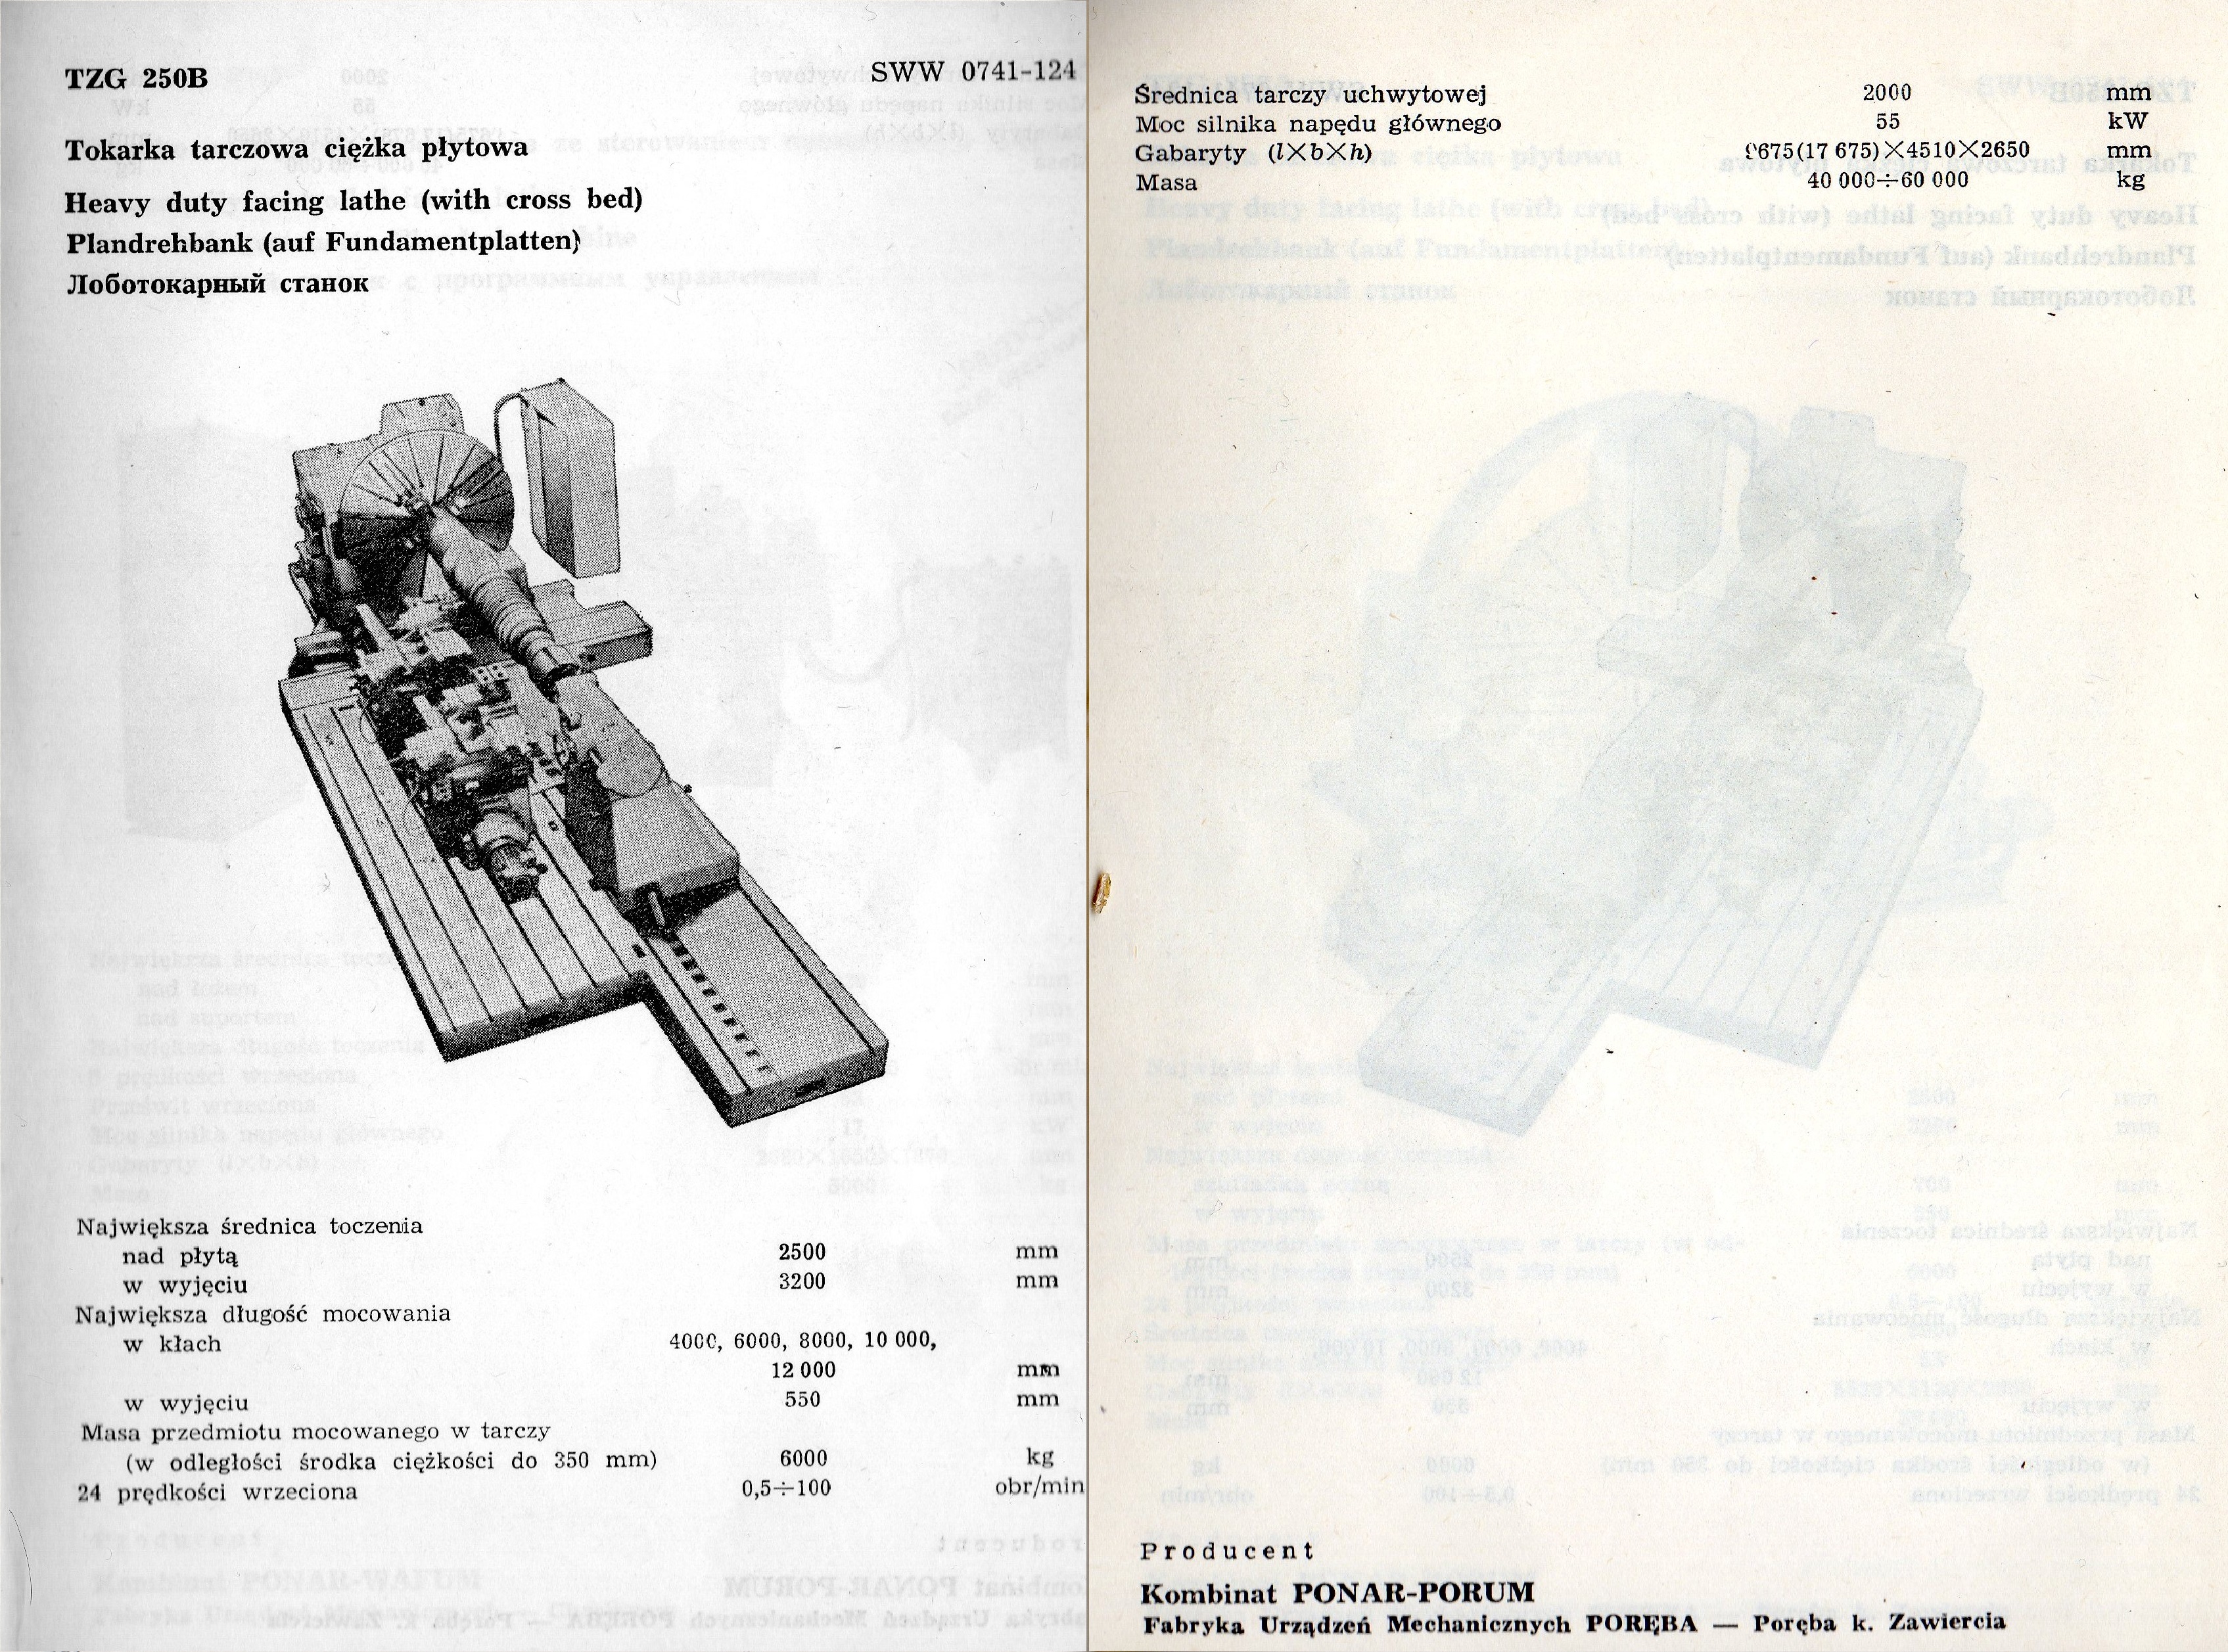 TZG 250B SWW 0741-124
Tokarka tarczowa ciężka płytowa
Heavy duty facing lathe (with cross bed)
Plandrehbank (auf Fundamentplatten)
Лоботокарный станок
Największa średnica toczenia
nad płytą 2500 mm
w wyjęciu 3200 mm
Największa długość mocowania
w kłach 4000, 6000, 8000, 10 000,
12 000 mm
w wyjęciu 550 mm
Masa przedmiotu mocowanego w tarczy
(w odległości środka ciężkości do 350 mm) 6000 kg
24 prędkości wrzeciona 0,5÷100 obr/min
Średnica tarczy uchwytowej 2000 mm
Moc silnika napędu głównego 55 kW
Gabaryty (l×b×h) 9675(17 675)×4510×2650 mm
Masa 40 000÷60 000 kg
Producent
Kombinat PONAR-PORUM
Fabryka Urządzeń Mechanicznych PORĘBA — Poręba k. Zawiercia